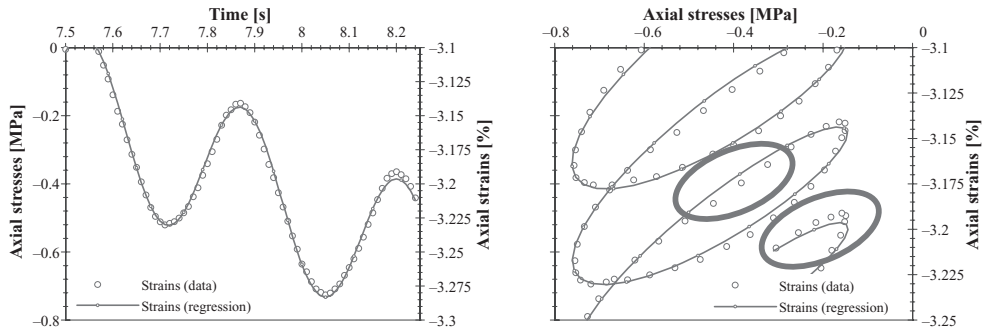 Time [s]
7.5 7.6 7.7 7.8 7.9 8 8.1 8.2
0
−0.2
−0.4
−0.6
−0.8
Axial stresses [MPa]
−3.1
−3.125
−3.15
−3.175
−3.2
−3.225
−3.25
−3.275
−3.3
Axial strains [%]
Strains (data)
Strains (regression)
Axial stresses [MPa]
−0.8 −0.6 −0.4 −0.2 0
−3.1
−3.125
−3.15
−3.175
−3.2
−3.225
−3.25
Axial strains [%]
Strains (data)
Strains (regression)